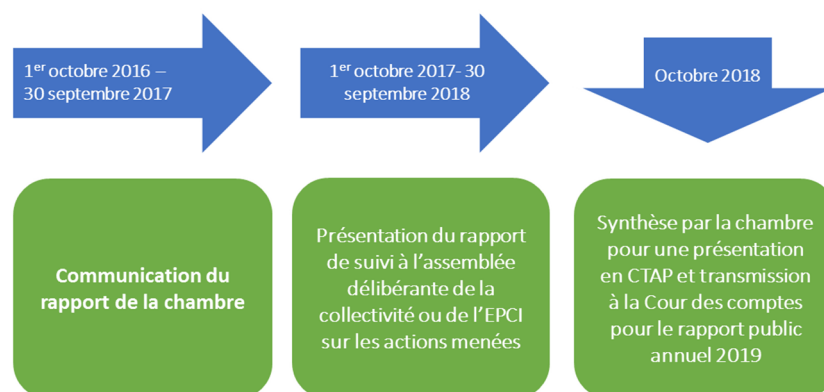 1er octobre 2016 –
30 septembre 2017
1er octobre 2017- 30
septembre 2018
Octobre 2018
Communication du
rapport de la chambre
Présentation du rapport
de suivi à l’assemblée
délibérante de la
collectivité ou de l’EPCI
sur les actions menées
Synthèse par la chambre
pour une présentation
en CTAP et transmission
à la Cour des comptes
pour le rapport public
annuel 2019